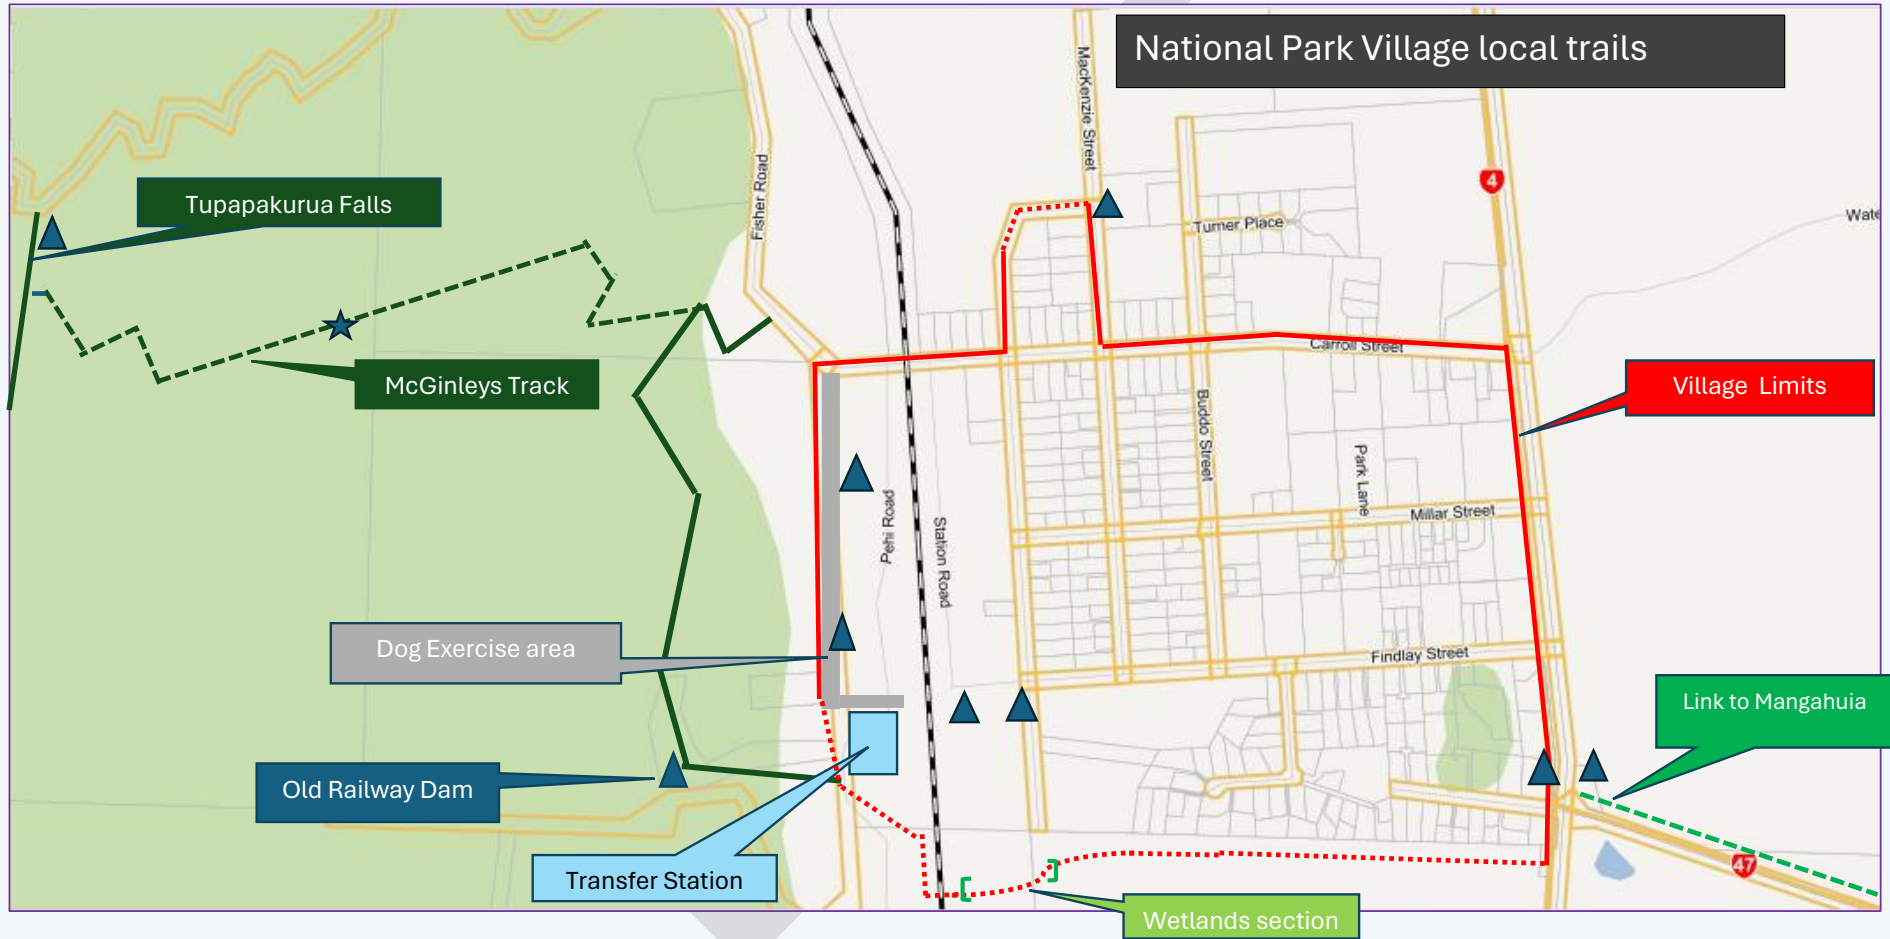 National Park Village local trails
MacKenzie Street
4
Fisher Road
Tupapakurua Falls
Turner Place
Wate
Carroll Street
McGinleys Track
Village Limits
Buddo Street
Park Lane
Pehi Road
Station Road
Millar Street
Dog Exercise area
Findlay Street
Link to Mangahuia
Old Railway Dam
Transfer Station
47
Wetlands section